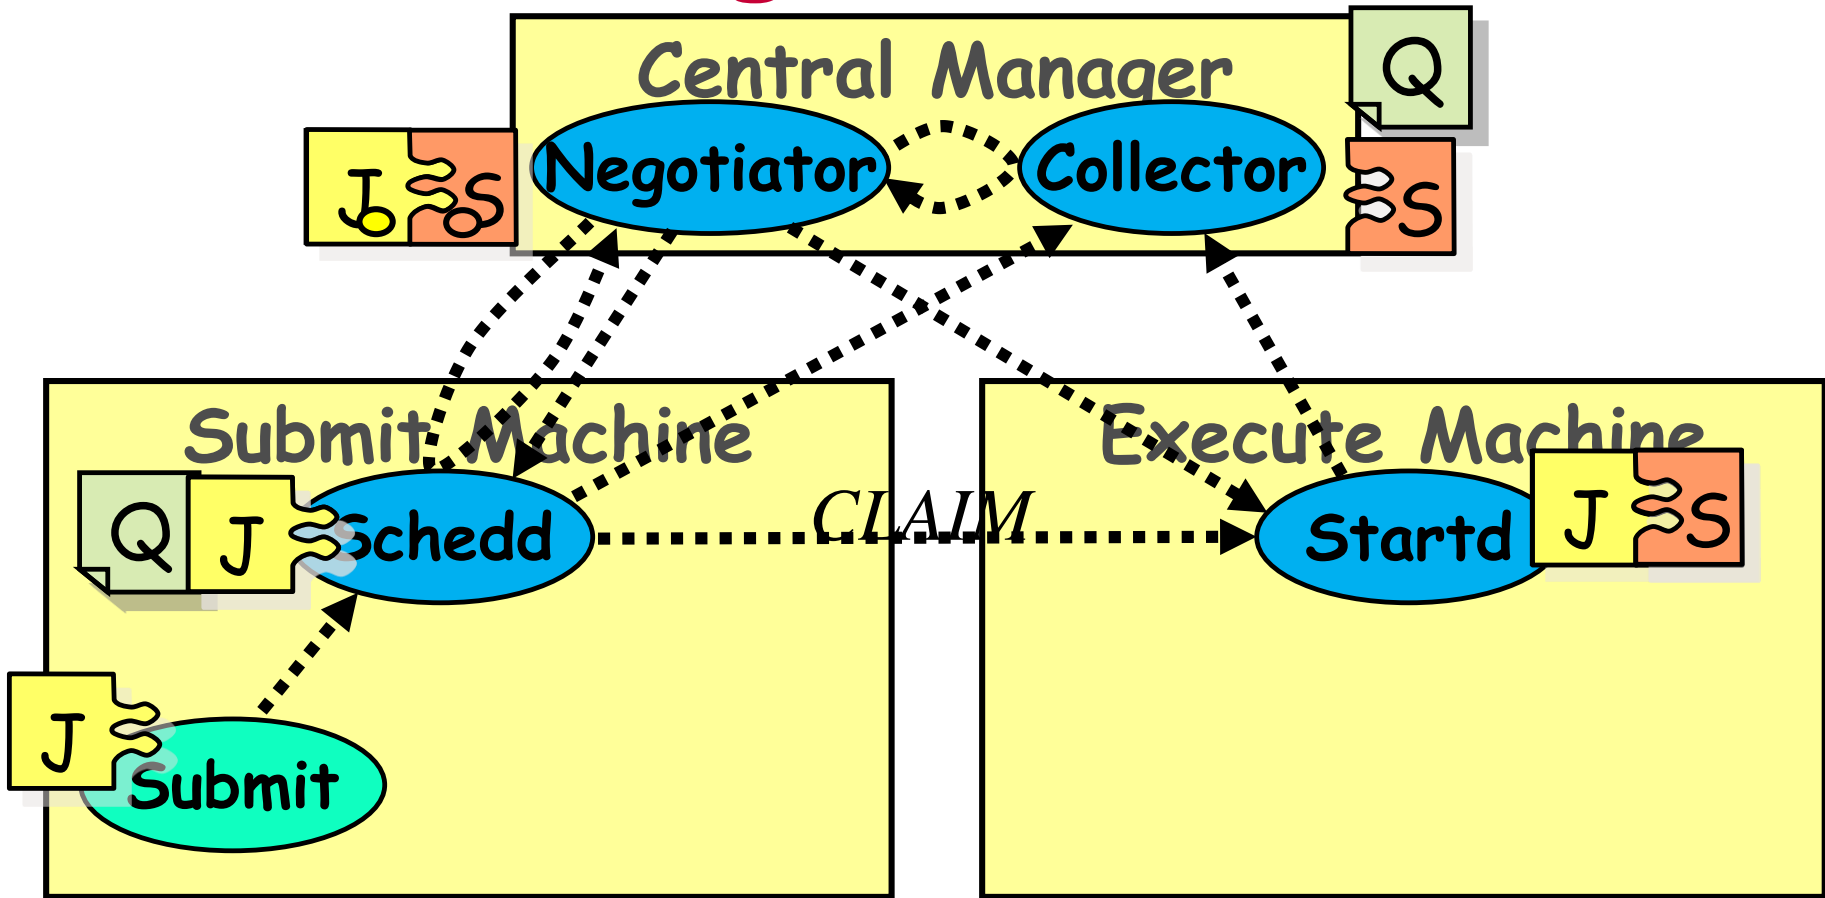 Central Manager
Q
J S
Negotiator
Collector
S
Submit Machine
Execute Machine
Q J
Schedd
CLAIM
Startd
J S
J
Submit